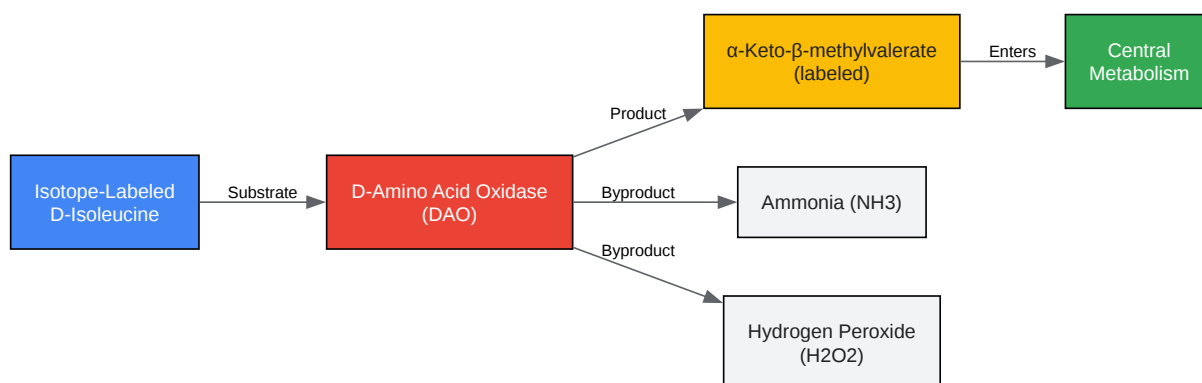 Isotope-Labeled
D-Isoleucine
Substrate
D-Amino Acid Oxidase
(DAO)
Product
α-Keto-β-methylvalerate
(labeled)
Enters
Central
Metabolism
Byproduct
Ammonia (NH3)
Byproduct
Hydrogen Peroxide
(H2O2)